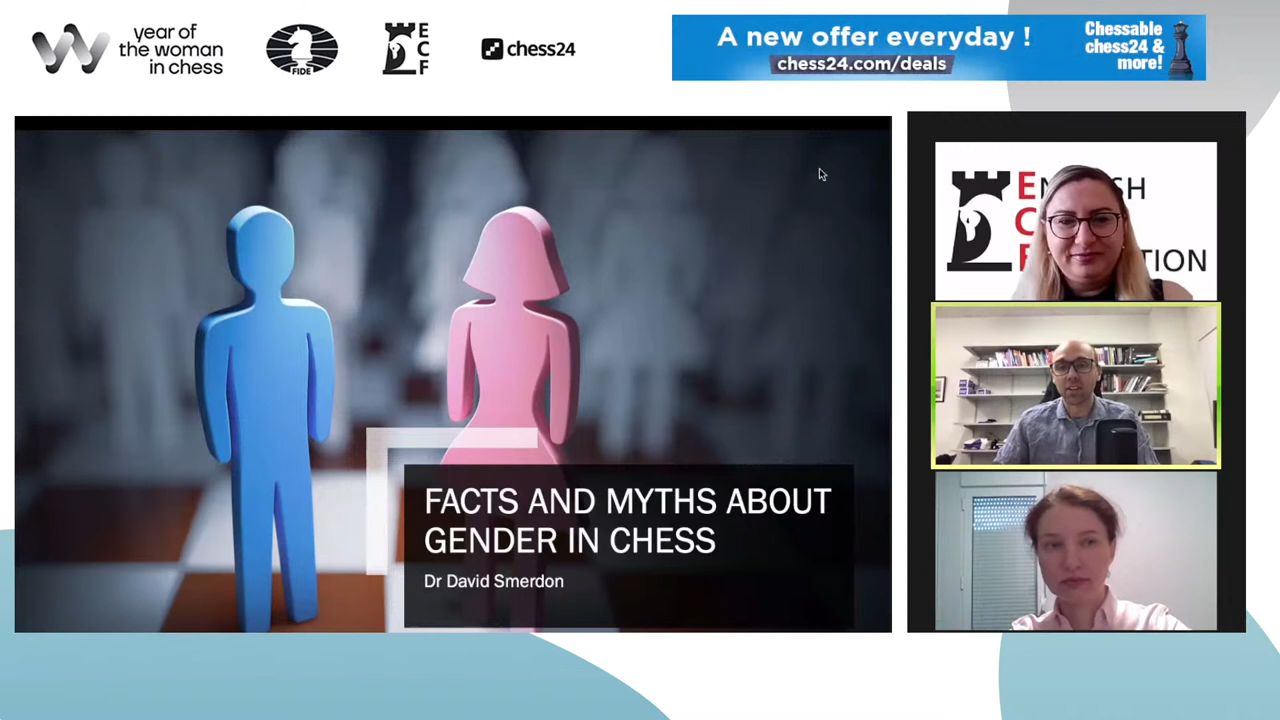 year of
the woman
in chess
FIDE
E
C
F
chess24
A new offer everyday !
chess24.com/deals
Chessable
chess24 &
more!
FACTS AND MYTHS ABOUT
GENDER IN CHESS
Dr David Smerdon
E SH
C
TION